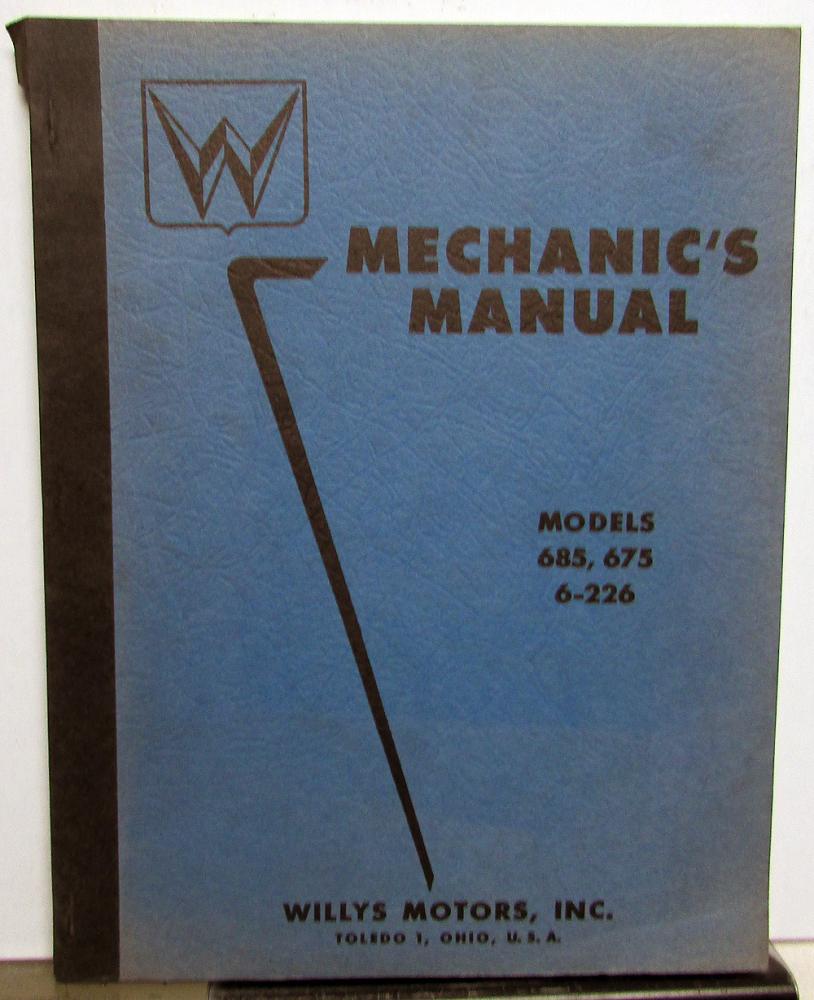 W
MECHANIC'S
MANUAL
MODELS
685, 675
6-226
WILLYS MOTORS, INC.
TOLEDO 1, OHIO, U.S.A.